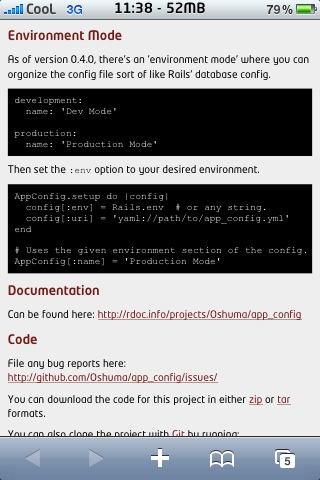 CooL 3G 11:38 - 52MB 79%
Environment Mode
As of version 0.4.0, there's an 'environment mode' where you can
organize the config file sort of like Rails' database config.
development:
  name: 'Dev Mode'
production:
  name: 'Production Mode'
Then set the :env option to your desired environment.
AppConfig.setup do |config|
  config[:env] = Rails.env  # or any string.
  config[:uri] = 'yaml://path/to/app_config.yml'
end
# Uses the given environment section of the config.
AppConfig[:name] = 'Production Mode'
Documentation
Can be found here: http://rdoc.info/projects/Oshuma/app_config
Code
File any bug reports here:
http://github.com/Oshuma/app_config/issues/
You can download the code for this project in either zip or tar
formats.
You can also clone the project with Git by running:
5